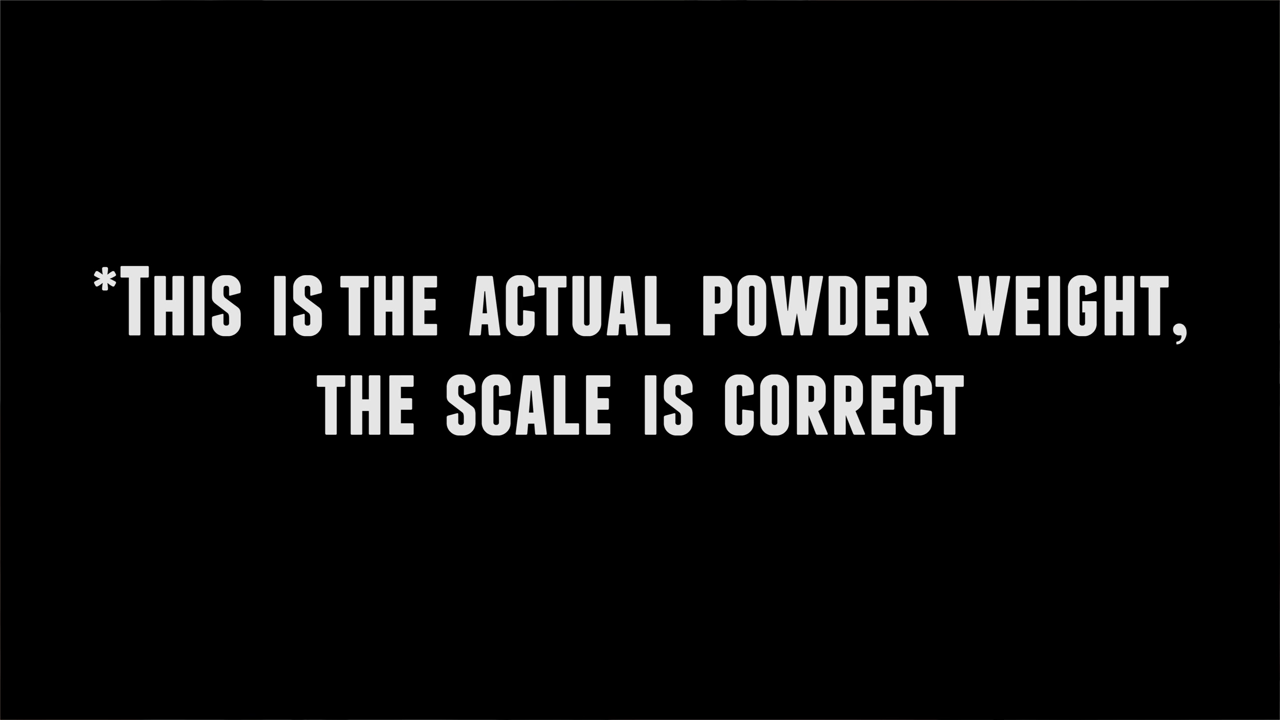 *This is the actual powder weight,
the scale is correct